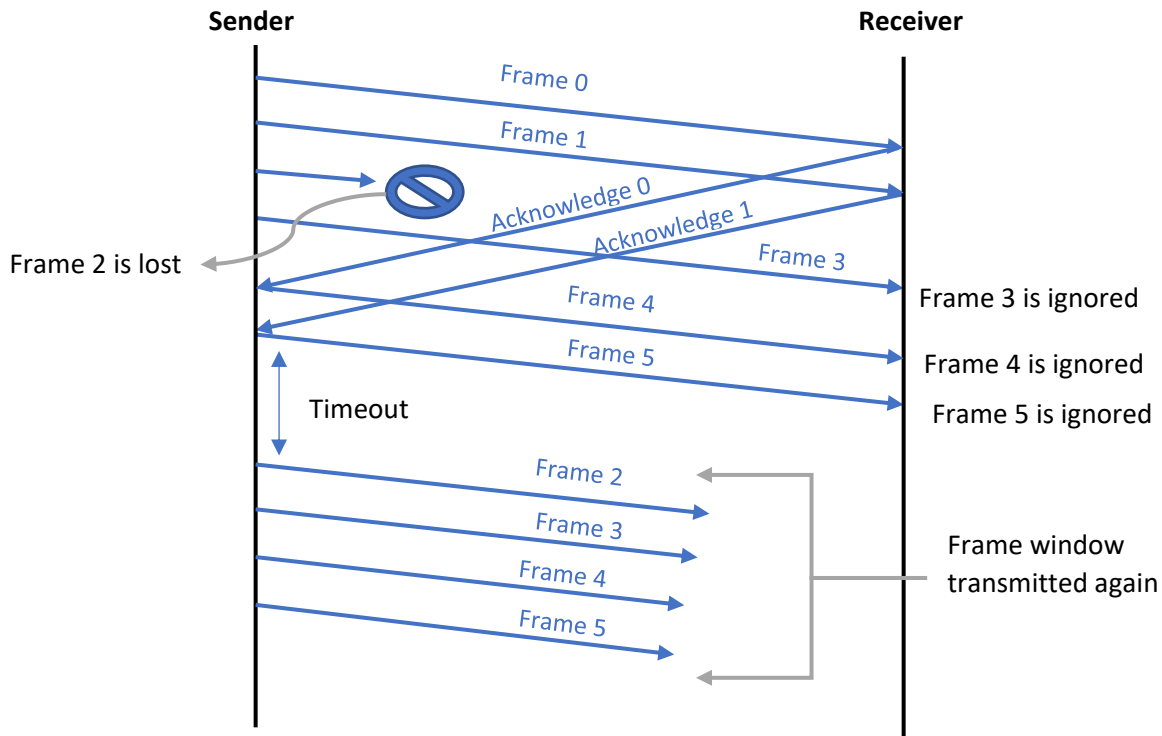 Sender
Receiver
Frame 0
Frame 1
Acknowledge 0
Acknowledge 1
Frame 2 is lost
Frame 3
Frame 3 is ignored
Frame 4
Frame 4 is ignored
Frame 5
Frame 5 is ignored
Timeout
Frame 2
Frame 3
Frame 4
Frame 5
Frame window
transmitted again